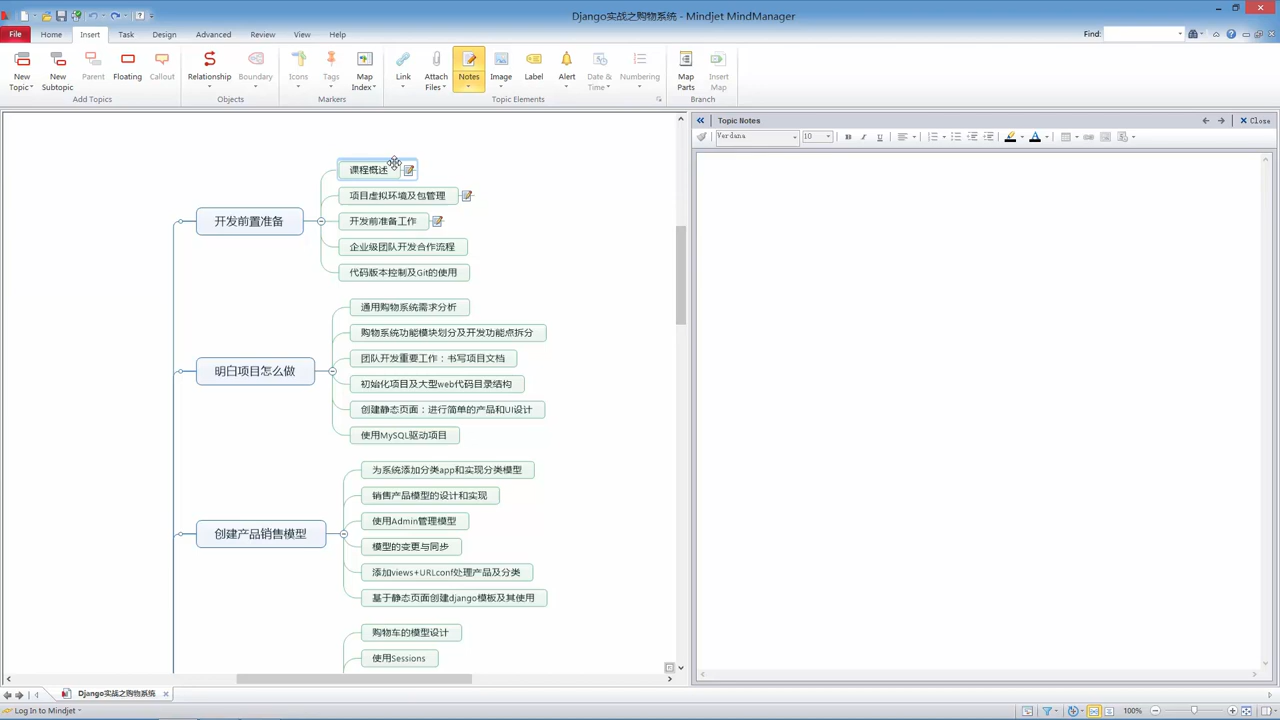 Django实战之购物系统 - Mindjet MindManager
File Home Insert Task Design Advanced Review View Help Find:
New Topic New Subtopic Parent Floating Callout Relationship Boundary Icons Tags Map Index Link Attach Files Notes Image Label Alert Date & Time Numbering Map Parts Insert Map
Add Topics Objects Markers Topic Elements Branch
Topic Notes Close
Verdana 10 B I U A
课程概述
项目虚拟环境及包管理
开发前置准备
开发前准备工作
企业级团队开发合作流程
代码版本控制及Git的使用
通用购物系统需求分析
购物系统功能模块划分及开发功能点拆分
团队开发重要工作：书写项目文档
明白项目怎么做
初始化项目及大型web代码目录结构
创建静态页面：进行简单的产品和UI设计
使用MySQL驱动项目
为系统添加分类app和实现分类模型
销售产品模型的设计和实现
使用Admin管理模型
创建产品销售模型
模型的变更与同步
添加views+URLconf处理产品及分类
基于静态页面创建django模板及其使用
购物车的模型设计
使用Sessions
Django实战之购物系统
Log In to Mindjet 100%